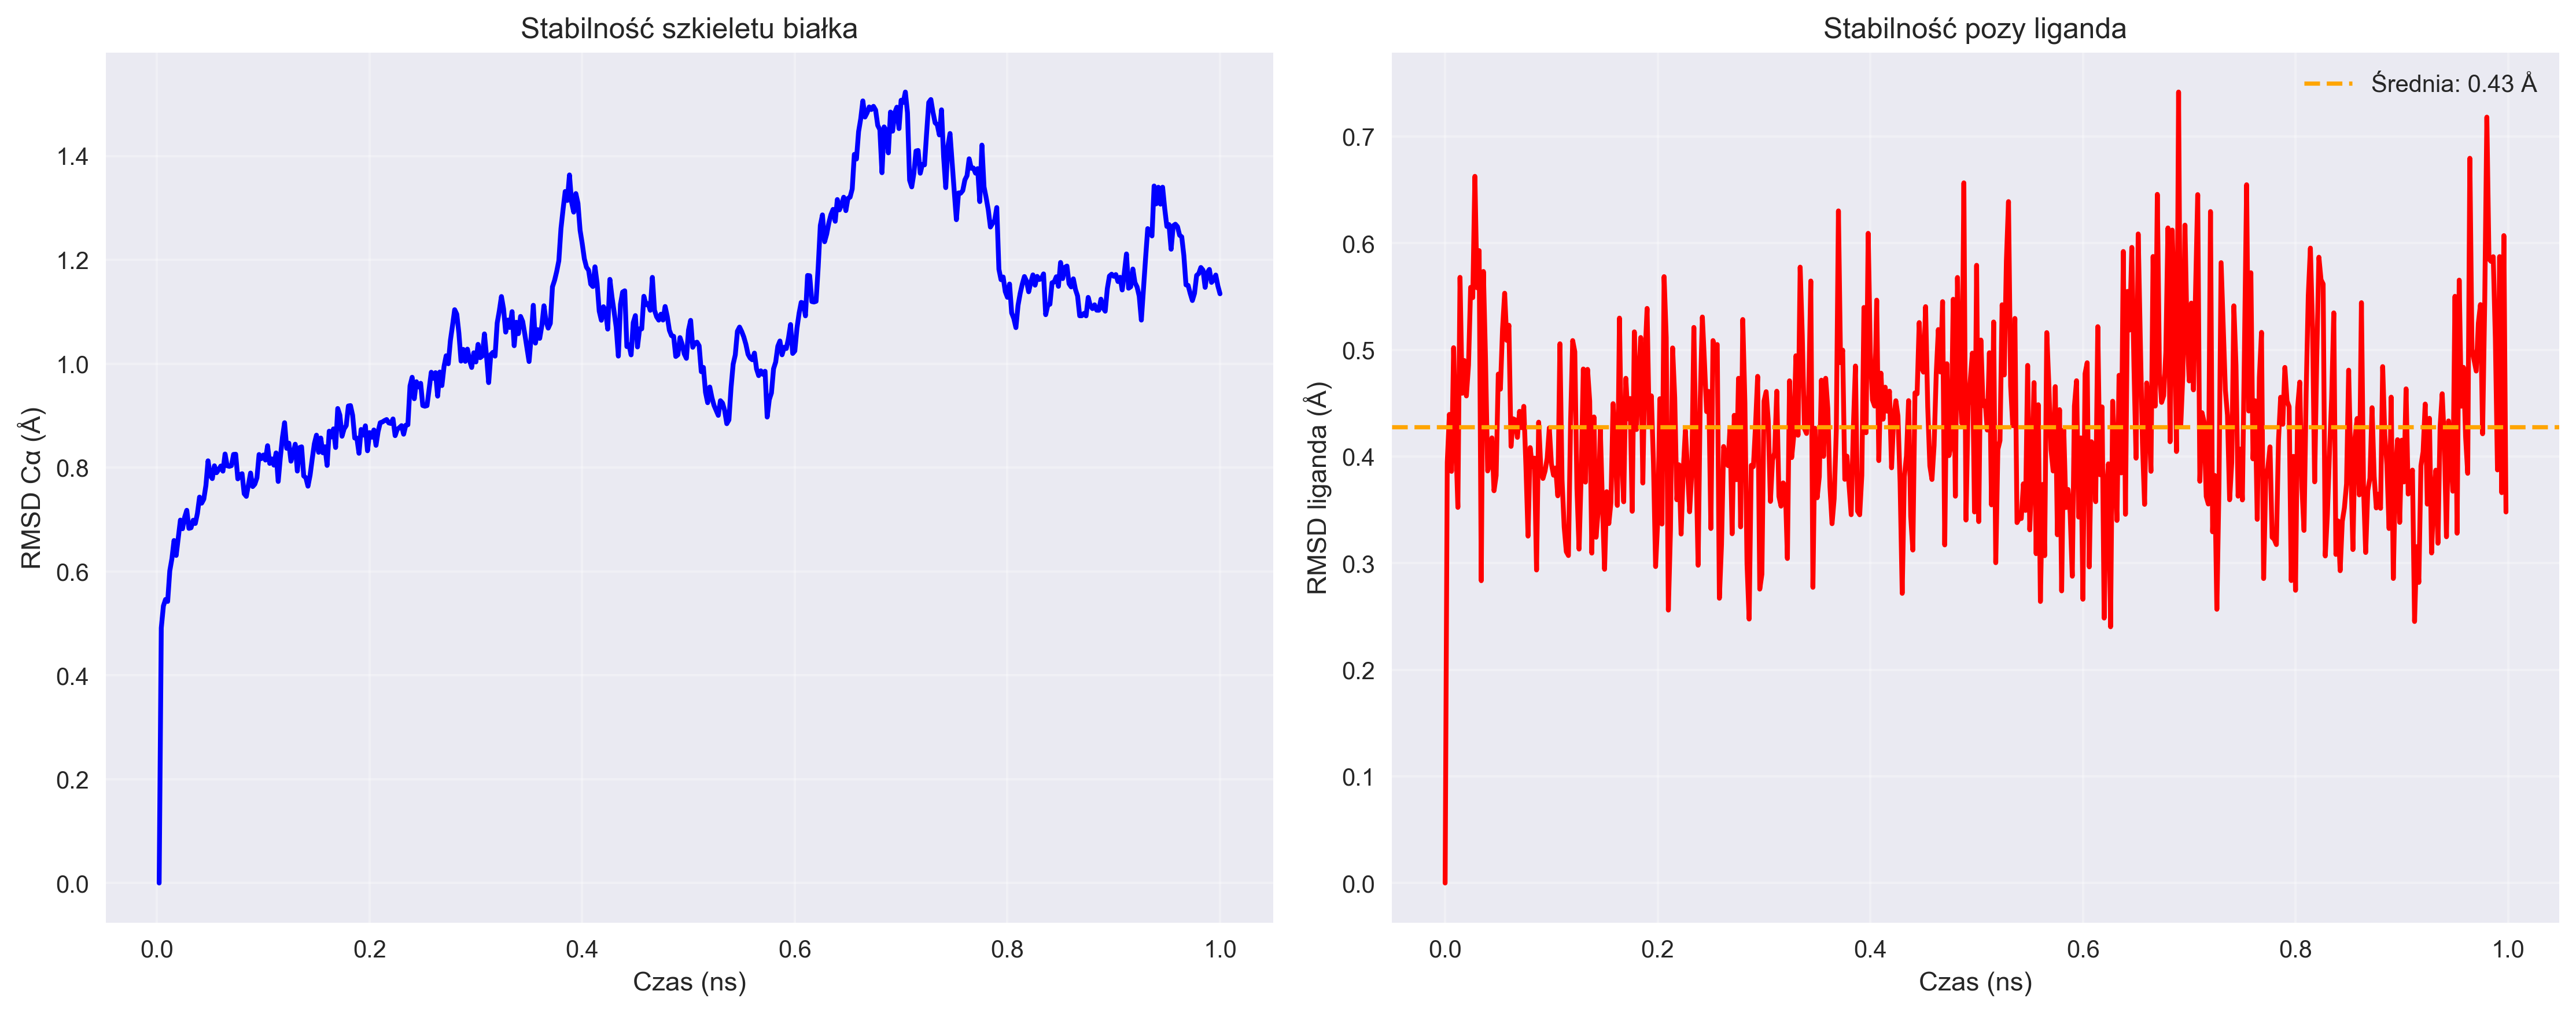 Stabilność szkieletu białka
RMSD Cα (Å)
1.4
1.2
1.0
0.8
0.6
0.4
0.2
0.0
0.0 0.2 0.4 0.6 0.8 1.0
Czas (ns)
Stabilność pozy liganda
Średnia: 0.43 Å
RMSD liganda (Å)
0.7
0.6
0.5
0.4
0.3
0.2
0.1
0.0
0.0 0.2 0.4 0.6 0.8 1.0
Czas (ns)